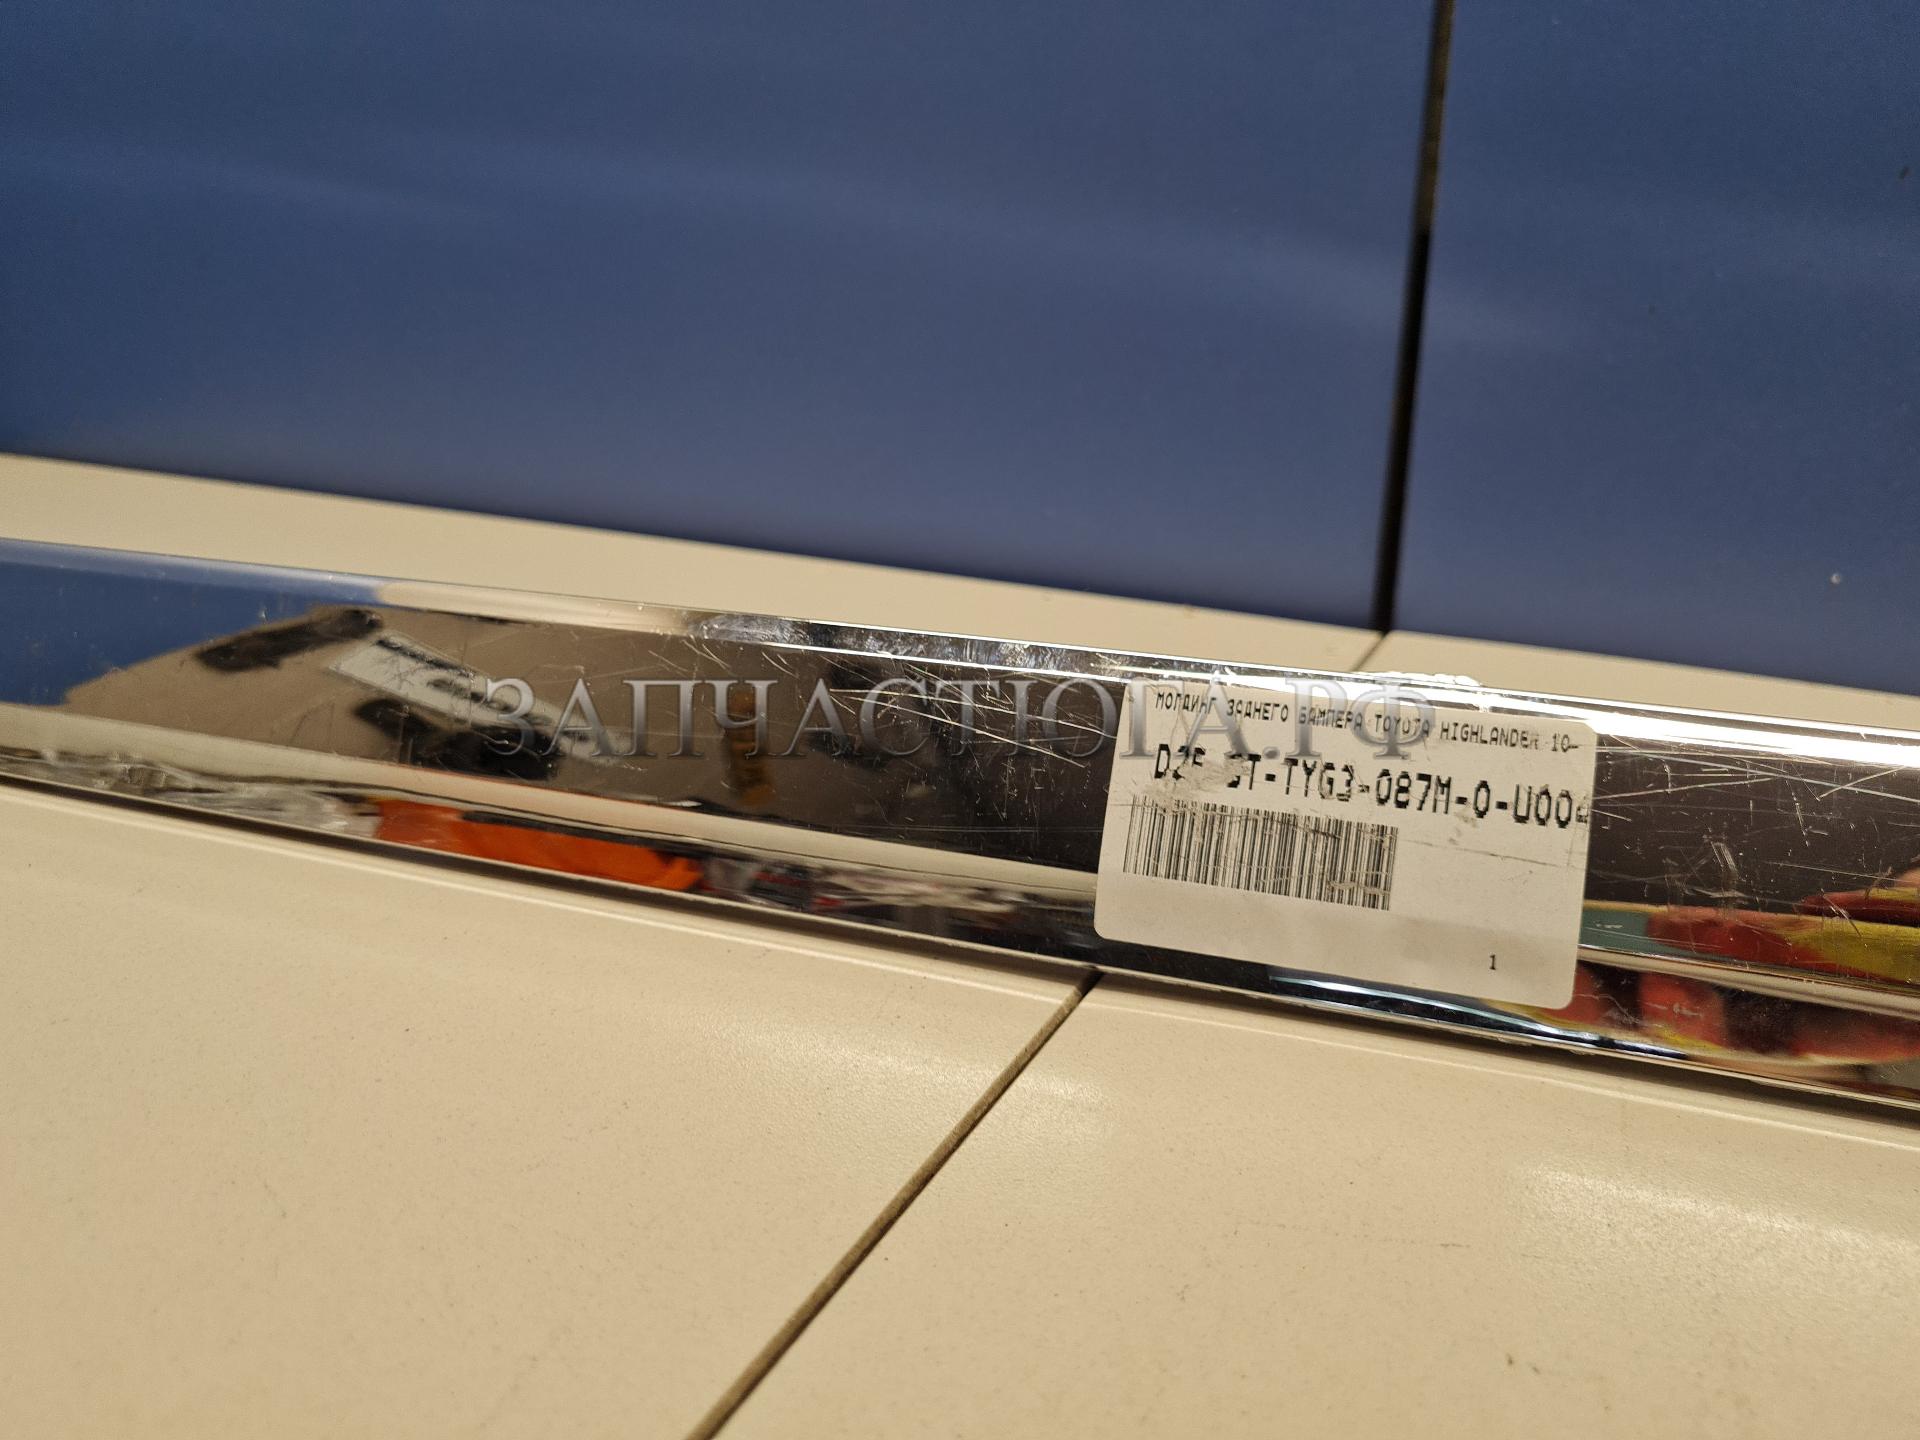 ЗАПЧАСТЮГА.РФ
МОЛДИНГ ЗАДНЕГО БАМПЕРА TOYOTA HIGHLANDER 10-
ST-TYG3-087M-0-U00
1